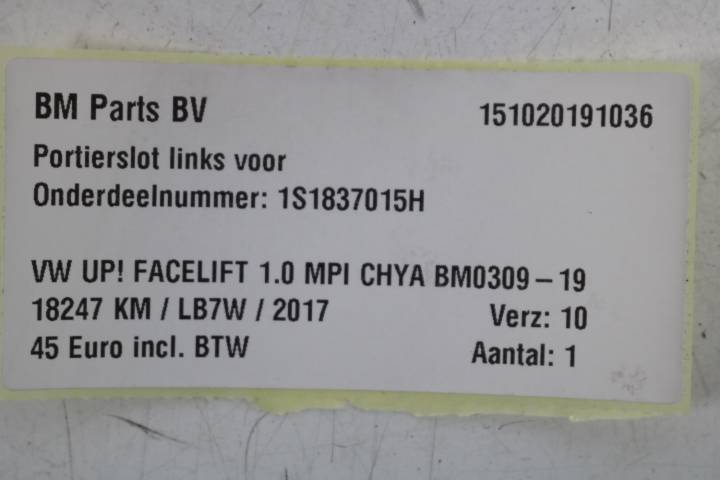 BM Parts BV 151020191036
Portierslot links voor
Onderdeelnummer: 1S1837015H
VW UP! FACELIFT 1.0 MPI CHYA BM0309 – 19
18247 KM / LB7W / 2017 Verz: 10
45 Euro incl. BTW Aantal: 1